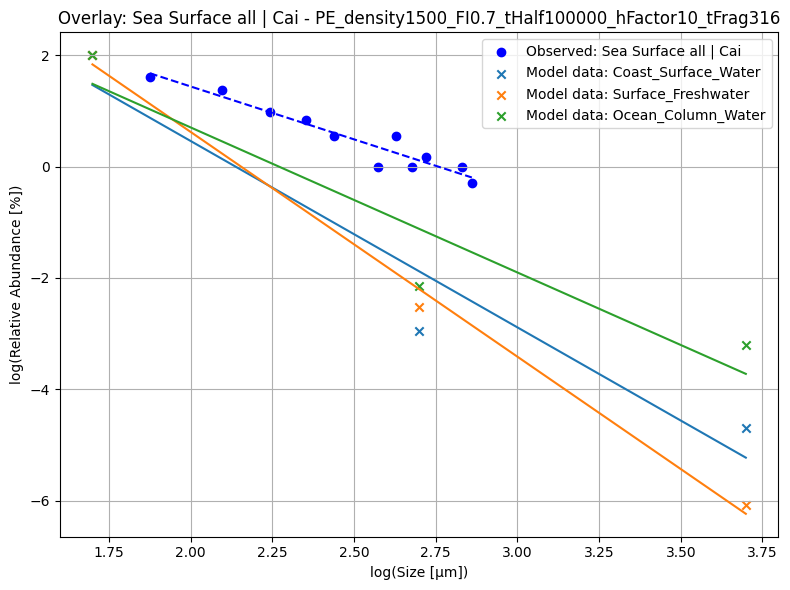 Overlay: Sea Surface all | Cai - PE_density1500_FI0.7_tHalf100000_hFactor10_tFrag316
Observed: Sea Surface all | Cai
Model data: Coast_Surface_Water
Model data: Surface_Freshwater
Model data: Ocean_Column_Water
log(Relative Abundance [%])
2
0
−2
−4
−6
1.75
2.00
2.25
2.50
2.75
3.00
3.25
3.50
3.75
log(Size [μm])